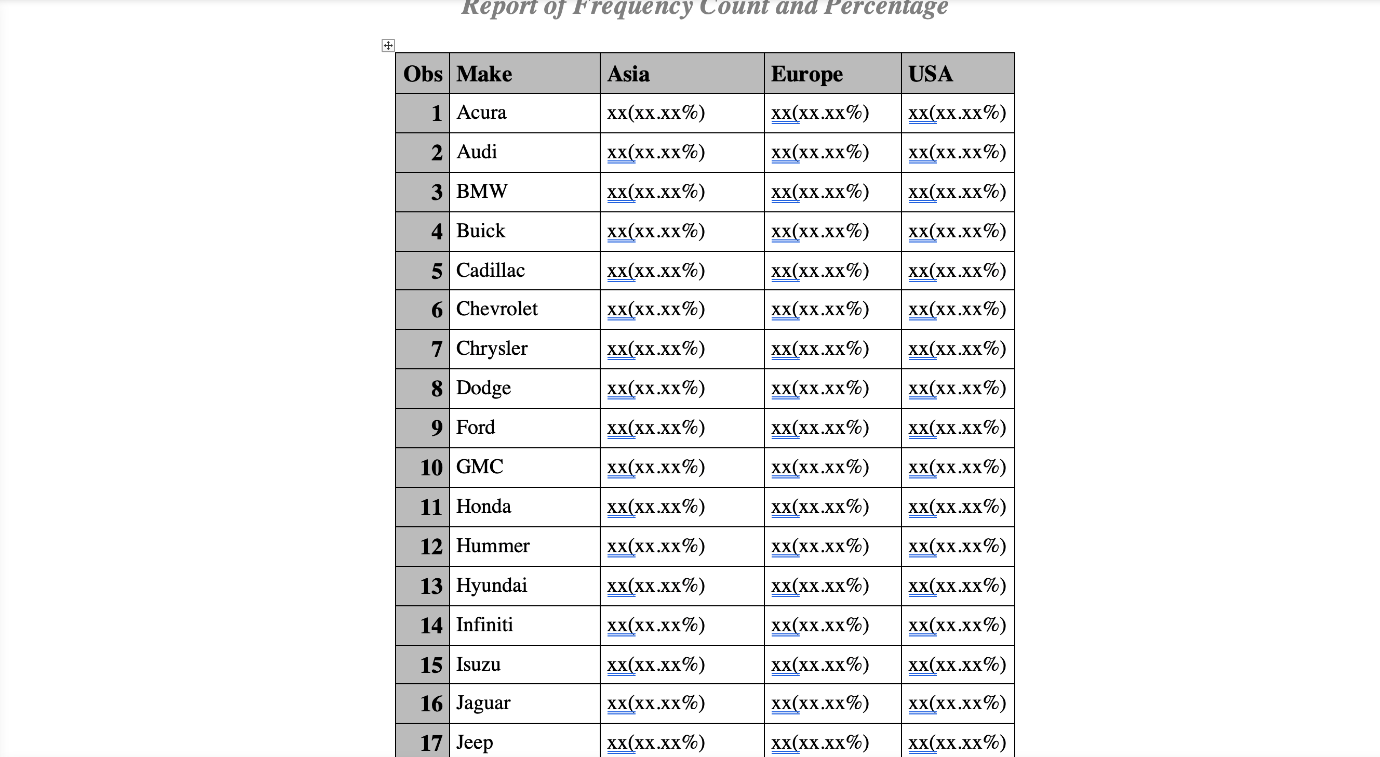 Report of Frequency Count and Percentage
Obs Make Asia Europe USA
1 Acura xx(xx.xx%) xx(xx.xx%) xx(xx.xx%)
2 Audi xx(xx.xx%) xx(xx.xx%) xx(xx.xx%)
3 BMW xx(xx.xx%) xx(xx.xx%) xx(xx.xx%)
4 Buick xx(xx.xx%) xx(xx.xx%) xx(xx.xx%)
5 Cadillac xx(xx.xx%) xx(xx.xx%) xx(xx.xx%)
6 Chevrolet xx(xx.xx%) xx(xx.xx%) xx(xx.xx%)
7 Chrysler xx(xx.xx%) xx(xx.xx%) xx(xx.xx%)
8 Dodge xx(xx.xx%) xx(xx.xx%) xx(xx.xx%)
9 Ford xx(xx.xx%) xx(xx.xx%) xx(xx.xx%)
10 GMC xx(xx.xx%) xx(xx.xx%) xx(xx.xx%)
11 Honda xx(xx.xx%) xx(xx.xx%) xx(xx.xx%)
12 Hummer xx(xx.xx%) xx(xx.xx%) xx(xx.xx%)
13 Hyundai xx(xx.xx%) xx(xx.xx%) xx(xx.xx%)
14 Infiniti xx(xx.xx%) xx(xx.xx%) xx(xx.xx%)
15 Isuzu xx(xx.xx%) xx(xx.xx%) xx(xx.xx%)
16 Jaguar xx(xx.xx%) xx(xx.xx%) xx(xx.xx%)
17 Jeep xx(xx.xx%) xx(xx.xx%) xx(xx.xx%)